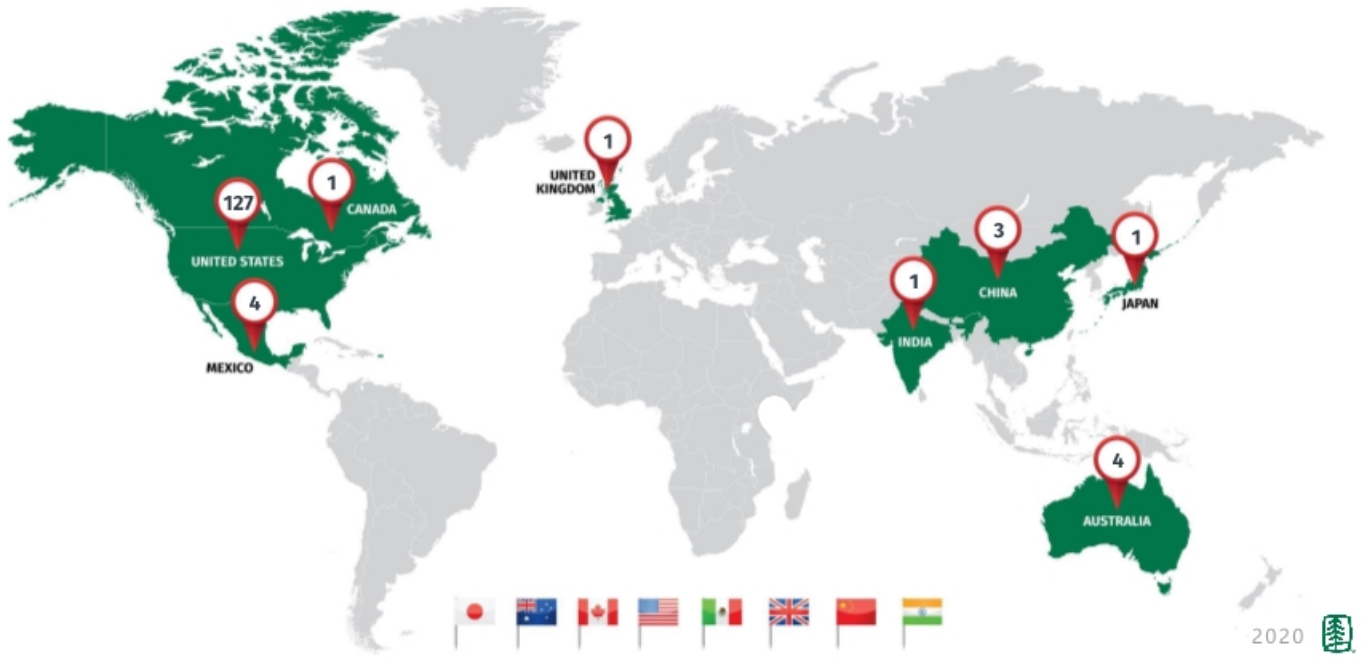 1
UNITED
KINGDOM
127
1
CANADA
UNITED STATES
4
MEXICO
3
CHINA
1
JAPAN
1
INDIA
4
AUSTRALIA
2020